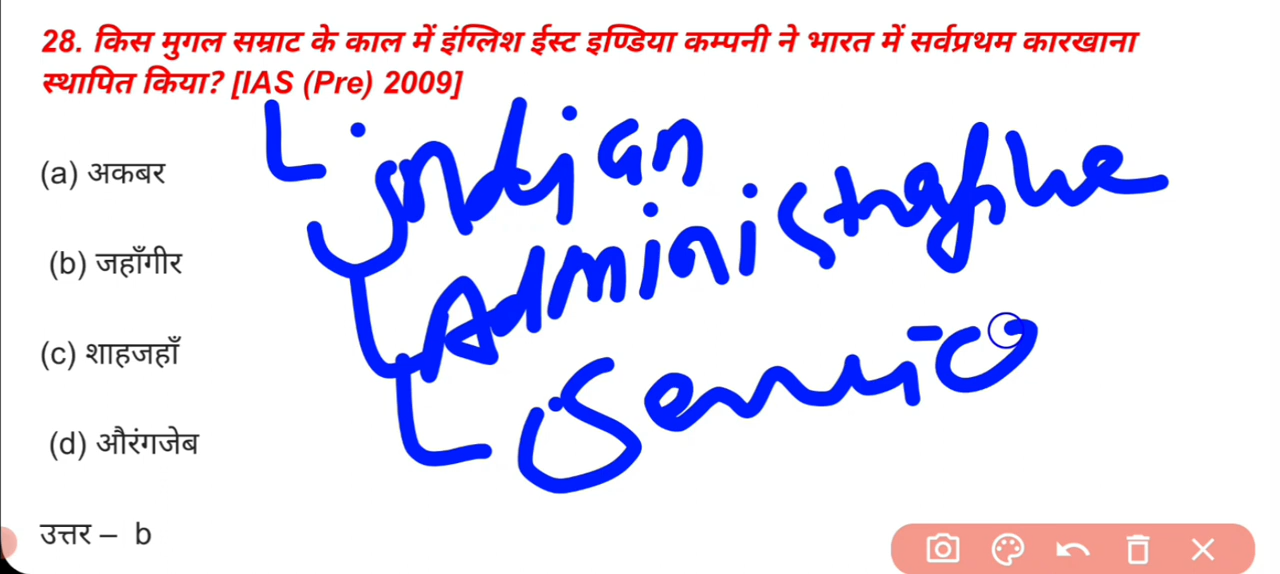 28. किस मुगल सम्राट के काल में इंग्लिश ईस्ट इण्डिया कम्पनी ने भारत में सर्वप्रथम कारखाना
स्थापित किया? [IAS (Pre) 2009]
Indian
(a) अकबर
Administrative
(b) जहाँगीर
(c) शाहजहाँ
Servic
(d) औरंगजेब
उत्तर – b